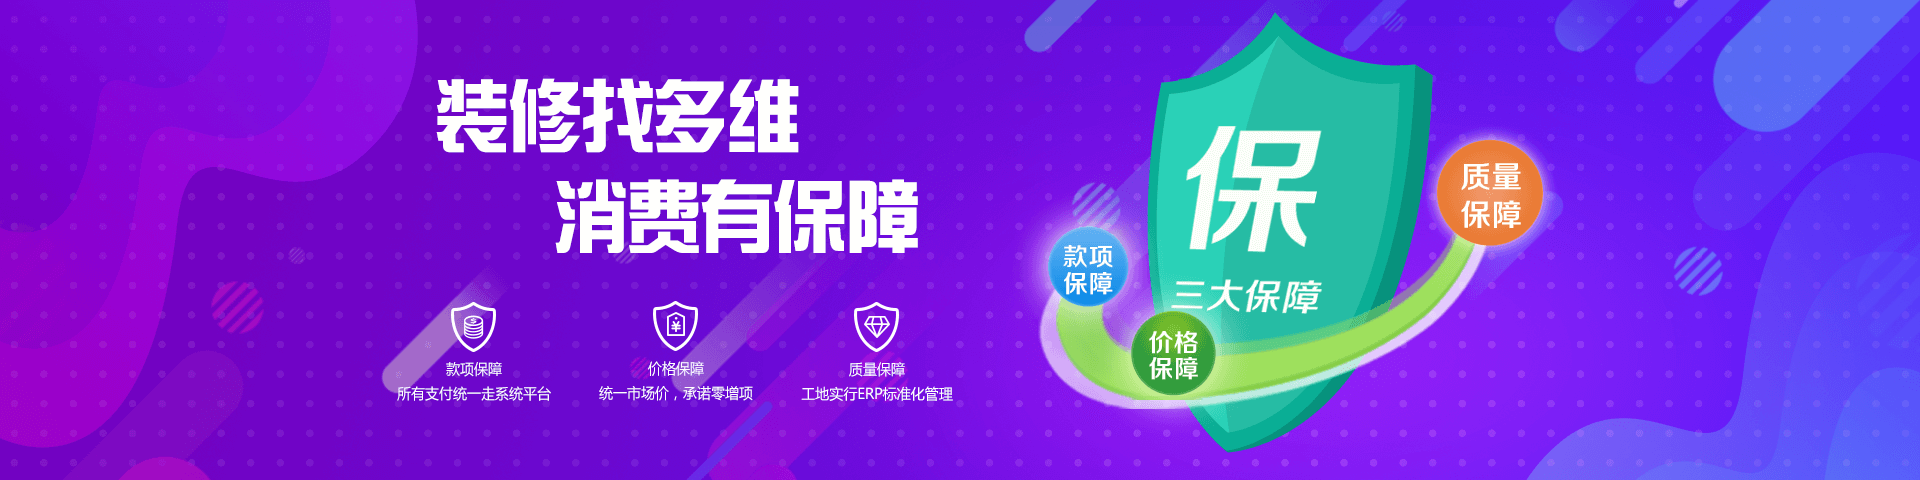 装修找多维
消费有保障
款项保障
所有支付统一走系统平台
价格保障
统一市场价，承诺零增项
质量保障
工地实行ERP标准化管理
保
三大保障
款项
保障
价格
保障
质量
保障